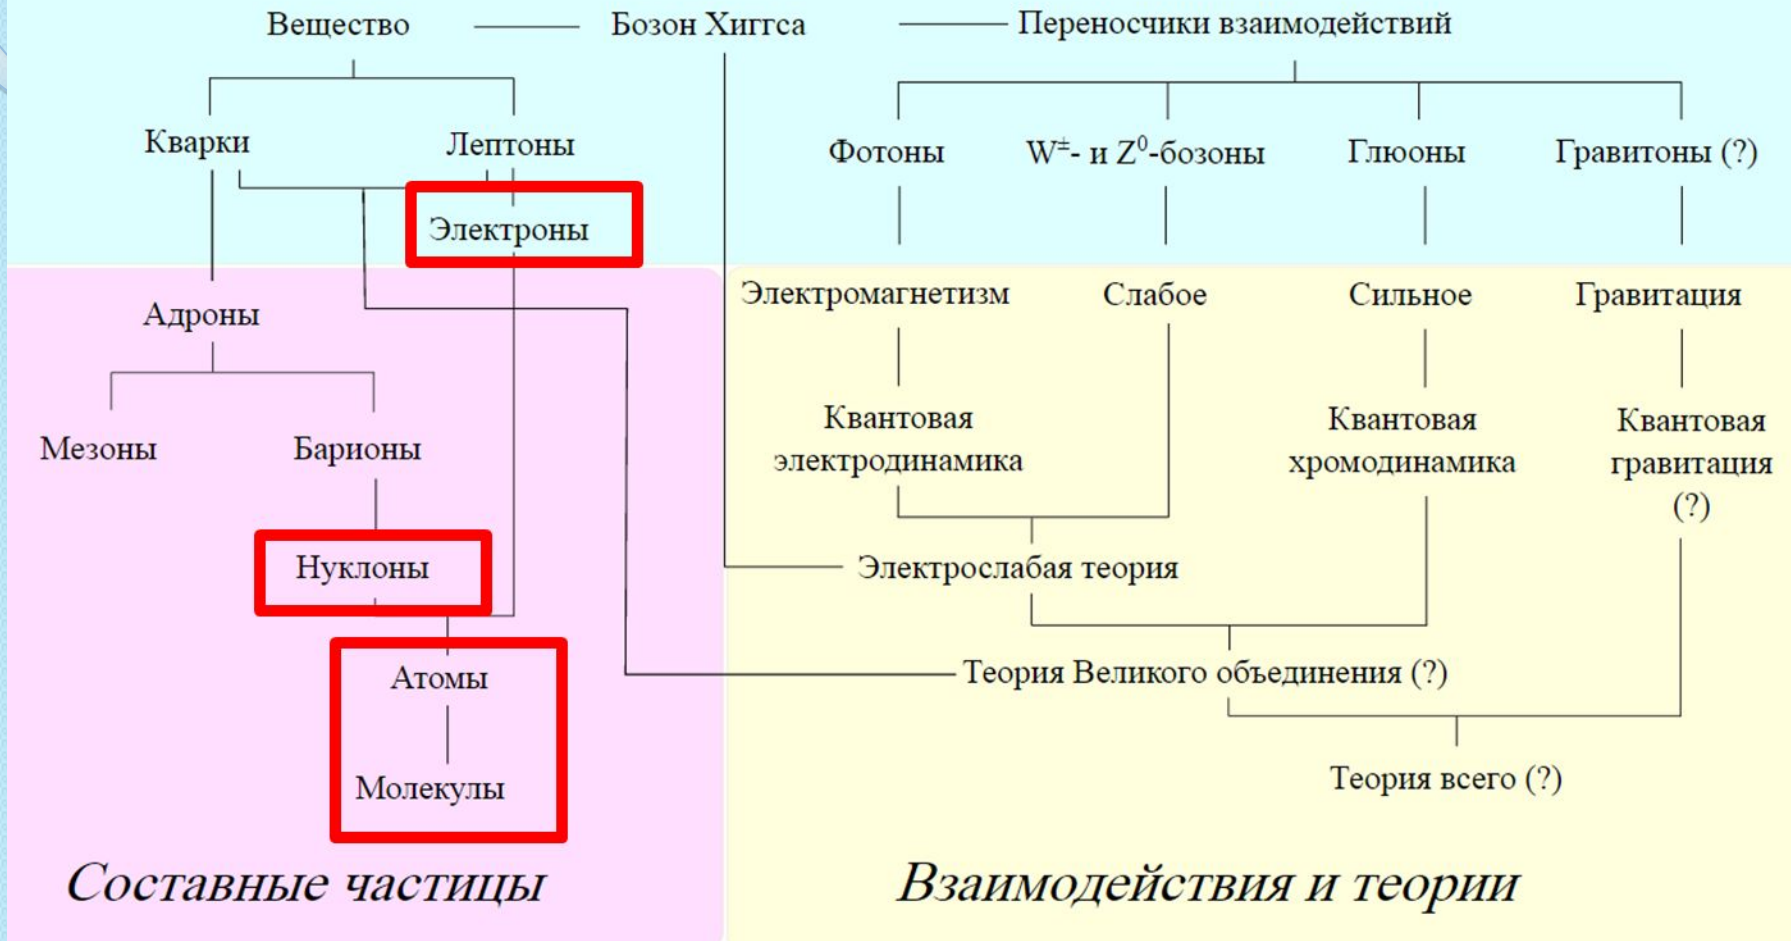 Вещество
Бозон Хиггса
Переносчики взаимодействий
Кварки
Лептоны
Фотоны
W±- и Z⁰-бозоны
Глюоны
Гравитоны (?)
Электроны
Адроны
Электромагнетизм
Слабое
Сильное
Гравитация
Мезоны
Барионы
Квантовая
электродинамика
Квантовая
хромодинамика
Квантовая
гравитация
(?)
Нуклоны
Электрослабая теория
Атомы
Теория Великого объединения (?)
Молекулы
Теория всего (?)
Составные частицы
Взаимодействия и теории